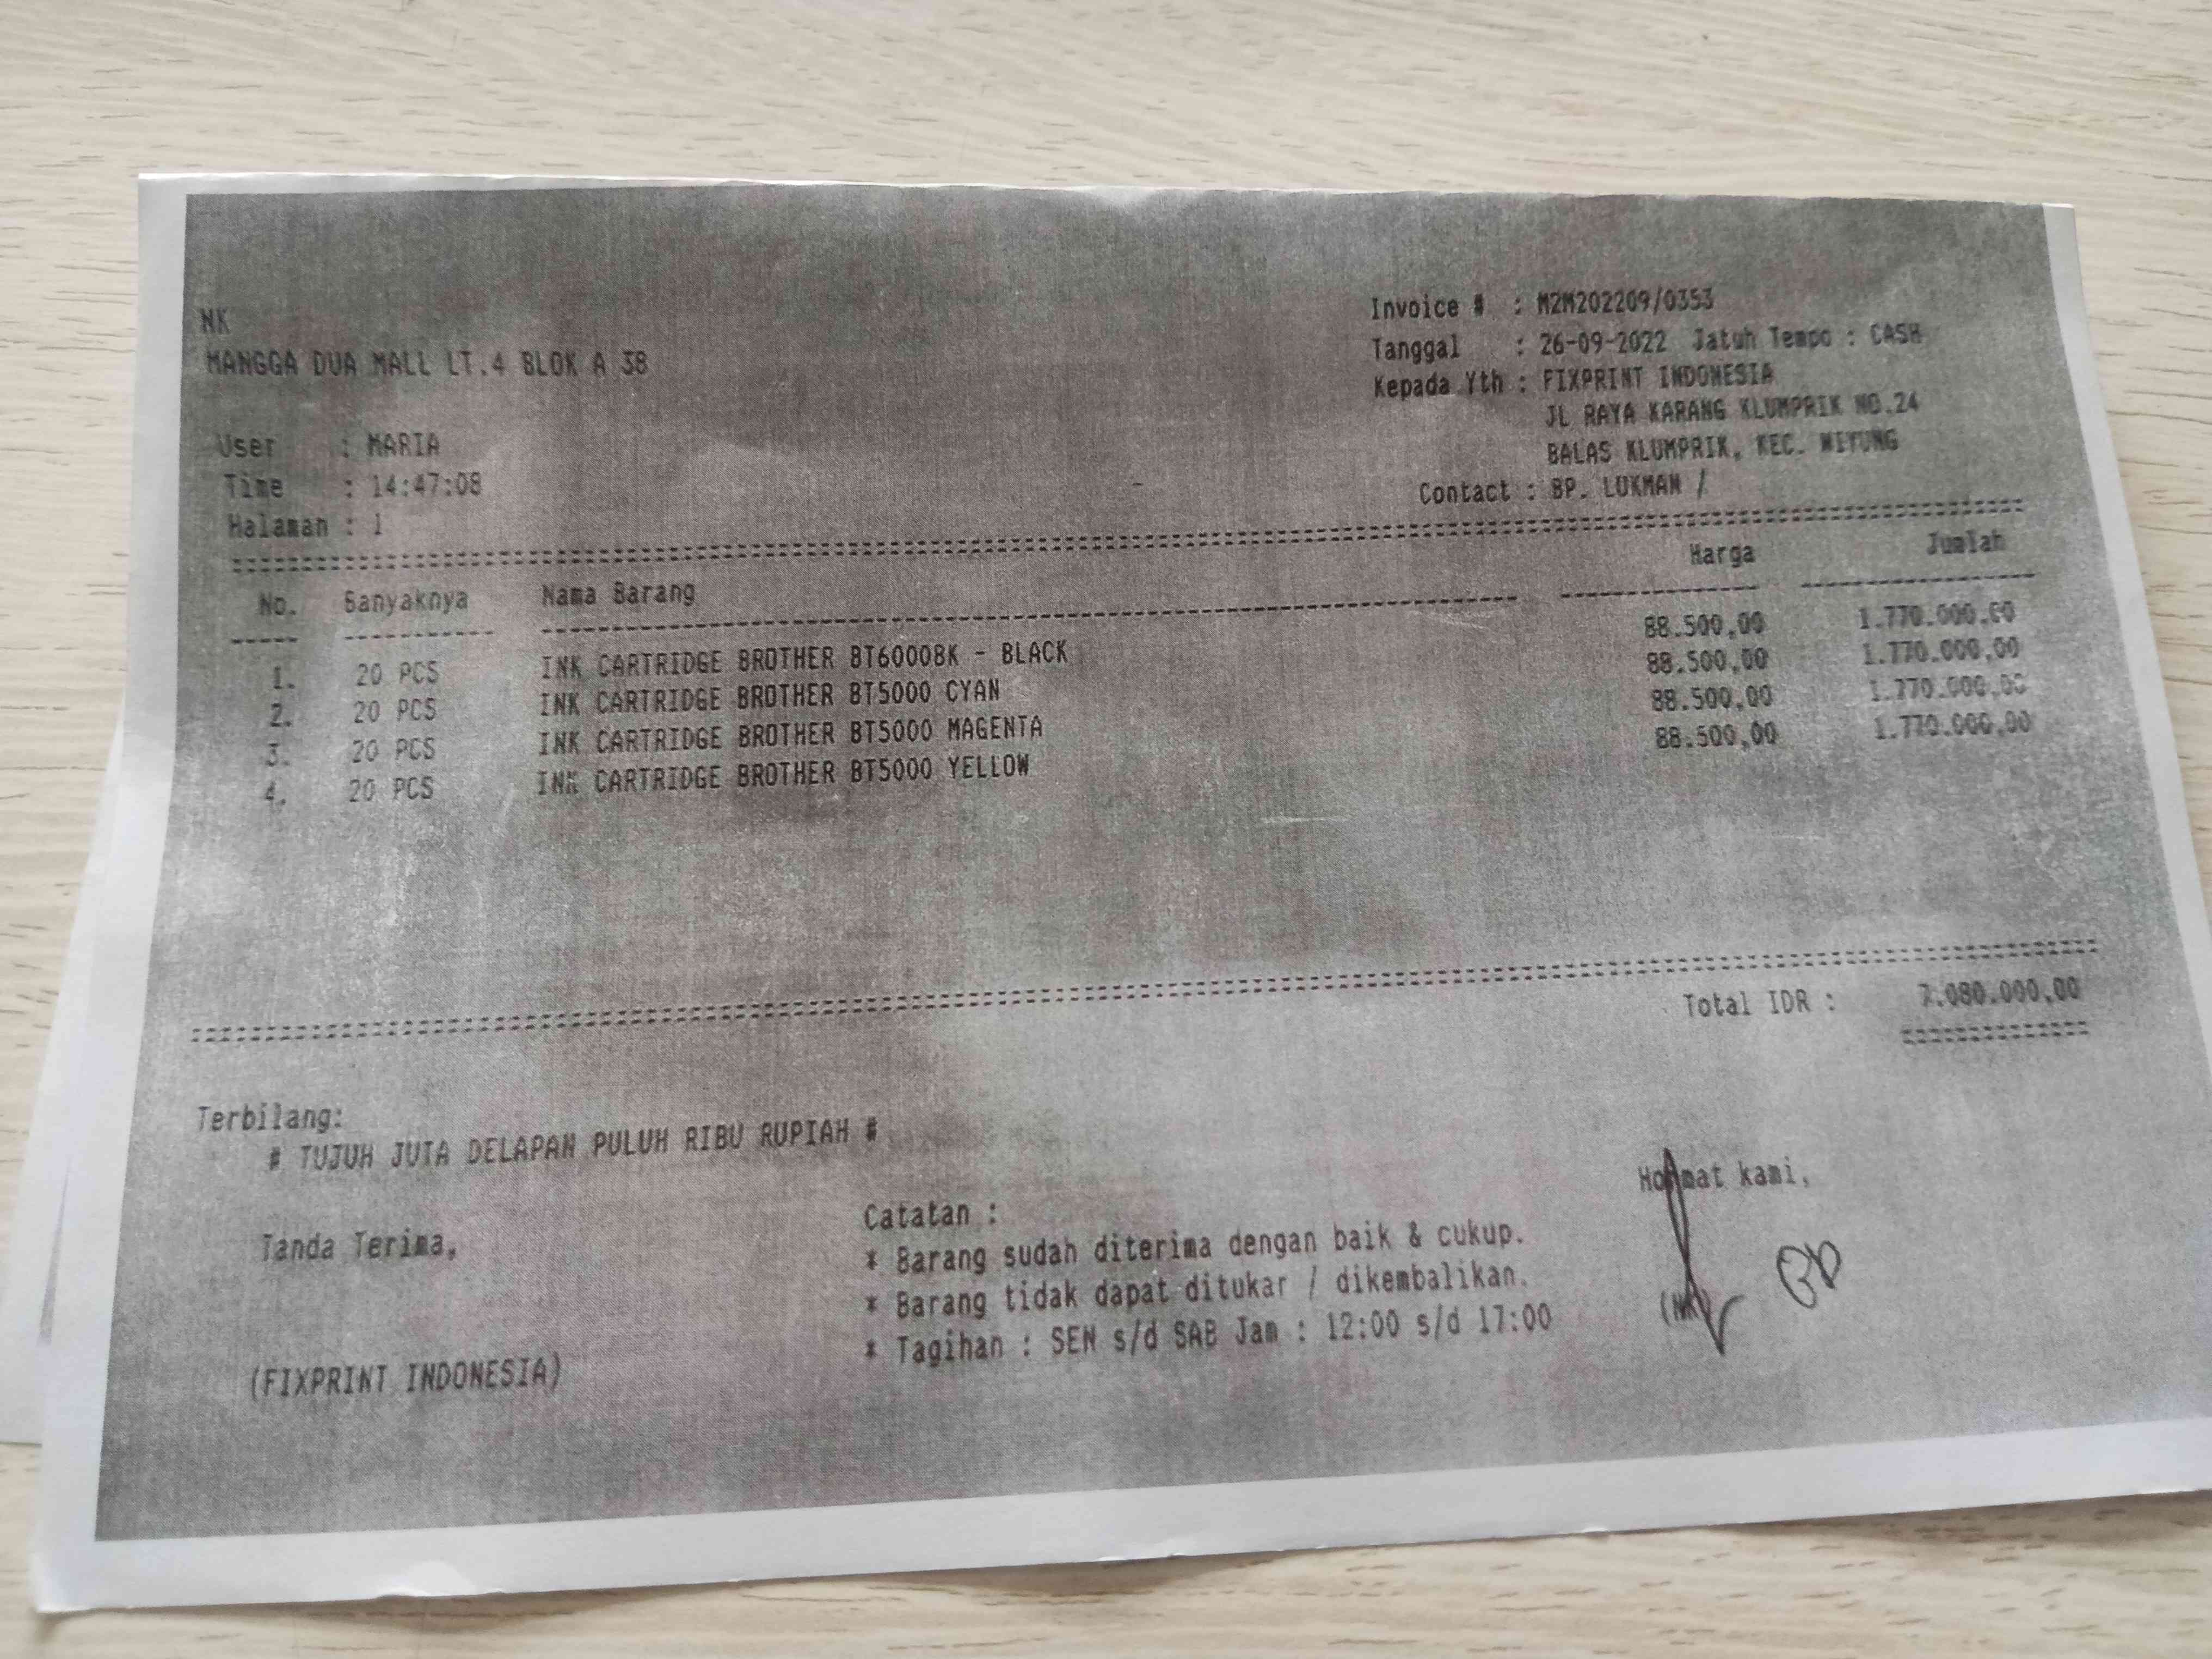 NK
MANGGA DUA MALL LT.4 BLOK A 38
User : MARIA
Time : 14:47:08
Halaman : 1
Invoice # : M2M202209/0353
Tanggal : 26-09-2022 Jatuh Tempo : CASH
Kepada Yth : FIXPRINT INDONESIA
JL RAYA KARANG KLUMPRIK NO.24
BALAS KLUMPRIK, KEC. WIYUNG
Contact : BP. LUKMAN /
No. Banyaknya Nama Barang Harga Jumlah
1. 20 PCS INK CARTRIDGE BROTHER BT6000BK - BLACK 88.500,00 1.770.000,00
2. 20 PCS INK CARTRIDGE BROTHER BT5000 CYAN 88.500,00 1.770.000,00
3. 20 PCS INK CARTRIDGE BROTHER BT5000 MAGENTA 88.500,00 1.770.000,00
4. 20 PCS INK CARTRIDGE BROTHER BT5000 YELLOW 88.500,00 1.770.000,00
Total IDR : 7.080.000,00
Terbilang:
# TUJUH JUTA DELAPAN PULUH RIBU RUPIAH #
Tanda Terima,
(FIXPRINT INDONESIA)
Catatan :
* Barang sudah diterima dengan baik & cukup.
* Barang tidak dapat ditukar / dikembalikan.
* Tagihan : SEN s/d SAB Jam : 12:00 s/d 17:00
Hormat kami,
(NK)